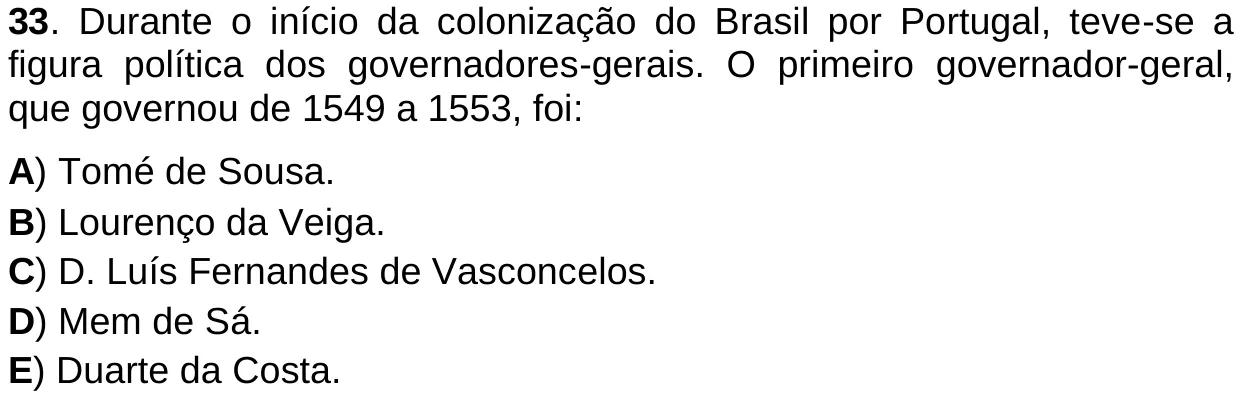 33. Durante o início da colonização do Brasil por Portugal, teve-se a
figura política dos governadores-gerais. O primeiro governador-geral,
que governou de 1549 a 1553, foi:
A) Tomé de Sousa.
B) Lourenço da Veiga.
C) D. Luís Fernandes de Vasconcelos.
D) Mem de Sá.
E) Duarte da Costa.